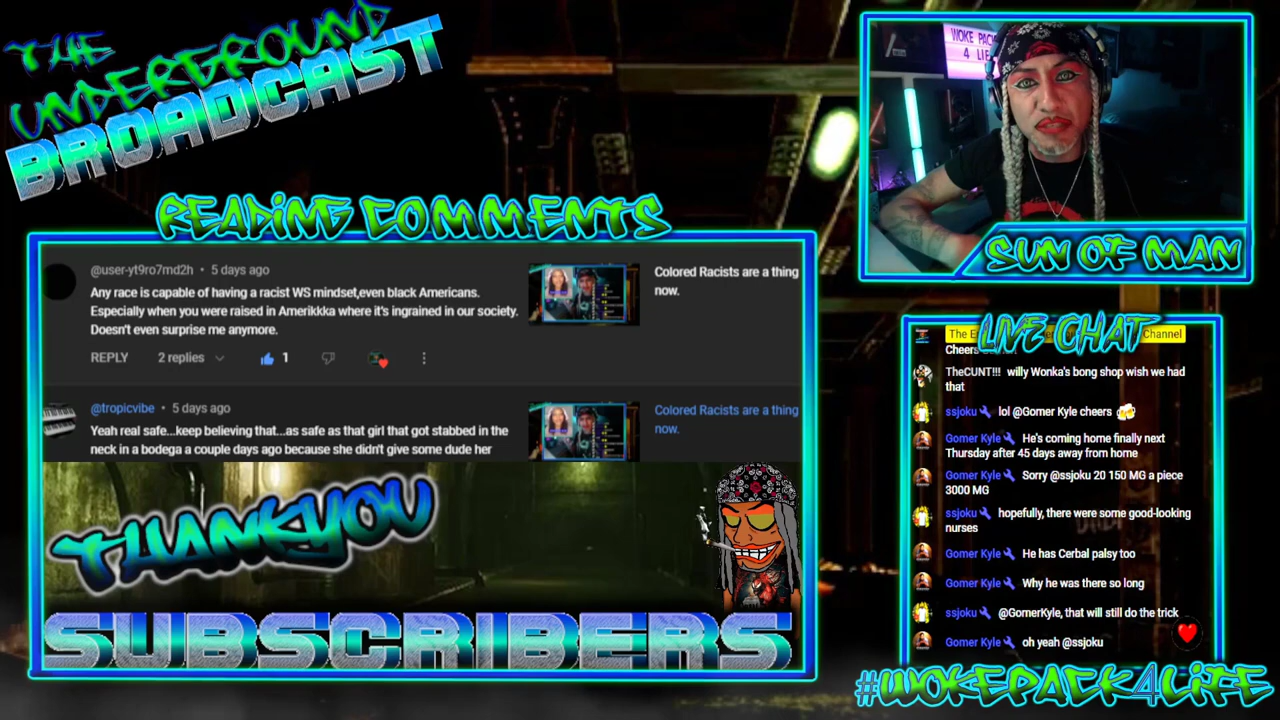 THE
UNDERGROUND
BROADCAST
READING COMMENTS
@user-yt9ro7md2h • 5 days ago
Any race is capable of having a racist WS mindset,even black Americans.
Especially when you were raised in Amerikkka where it's ingrained in our society.
Doesn't even surprise me anymore.
REPLY 2 replies 1
Colored Racists are a thing
now.
@tropicvibe • 5 days ago
Yeah real safe...keep believing that...as safe as that girl that got stabbed in the
neck in a bodega a couple days ago because she didn't give some dude her
Colored Racists are a thing
now.
THANKYOU
SUBSCRIBERS
WOKE PACK
4 LIFE
SUN OF MAN
LIVE CHAT
The Channel
Cheers
TheCUNT!!! willy Wonka's bong shop wish we had
that
ssjoku lol @Gomer Kyle cheers
Gomer Kyle He's coming home finally next
Thursday after 45 days away from home
Gomer Kyle Sorry @ssjoku 20 150 MG a piece
3000 MG
ssjoku hopefully, there were some good-looking
nurses
Gomer Kyle He has Cerbal palsy too
Gomer Kyle Why he was there so long
ssjoku @GomerKyle, that will still do the trick
Gomer Kyle oh yeah @ssjoku
#WOKEPACK4LIFE